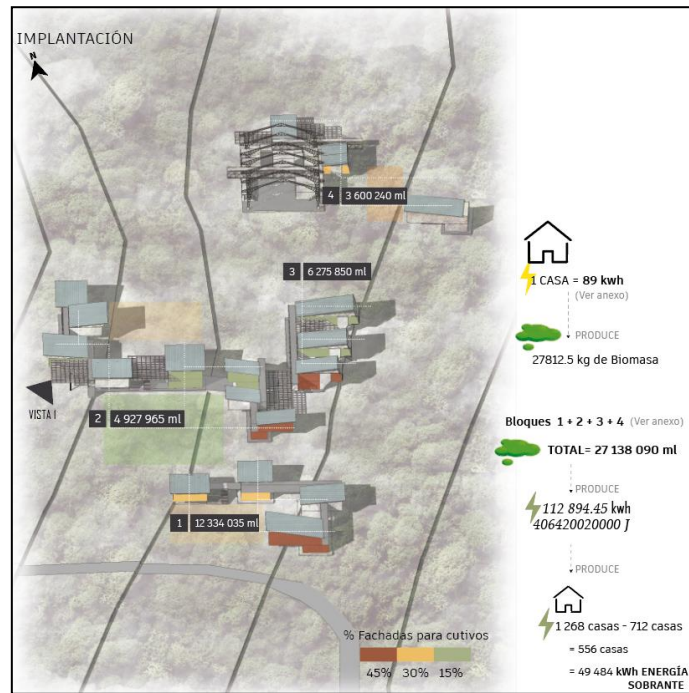 IMPLANTACIÓN
N
4 3 600 240 ml
3 6 275 850 ml
VISTA I
2 4 927 965 ml
1 12 334 035 ml
% Fachadas para cutivos
45% 30% 15%
1 CASA = 89 kwh
(Ver anexo)
PRODUCE
27812.5 kg de Biomasa
Bloques 1 + 2 + 3 + 4 (Ver anexo)
TOTAL= 27 138 090 ml
PRODUCE
112 894.45 kwh
406420020000 J
PRODUCE
1 268 casas - 712 casas
= 556 casas
= 49 484 kWh ENERGÍA
SOBRANTE